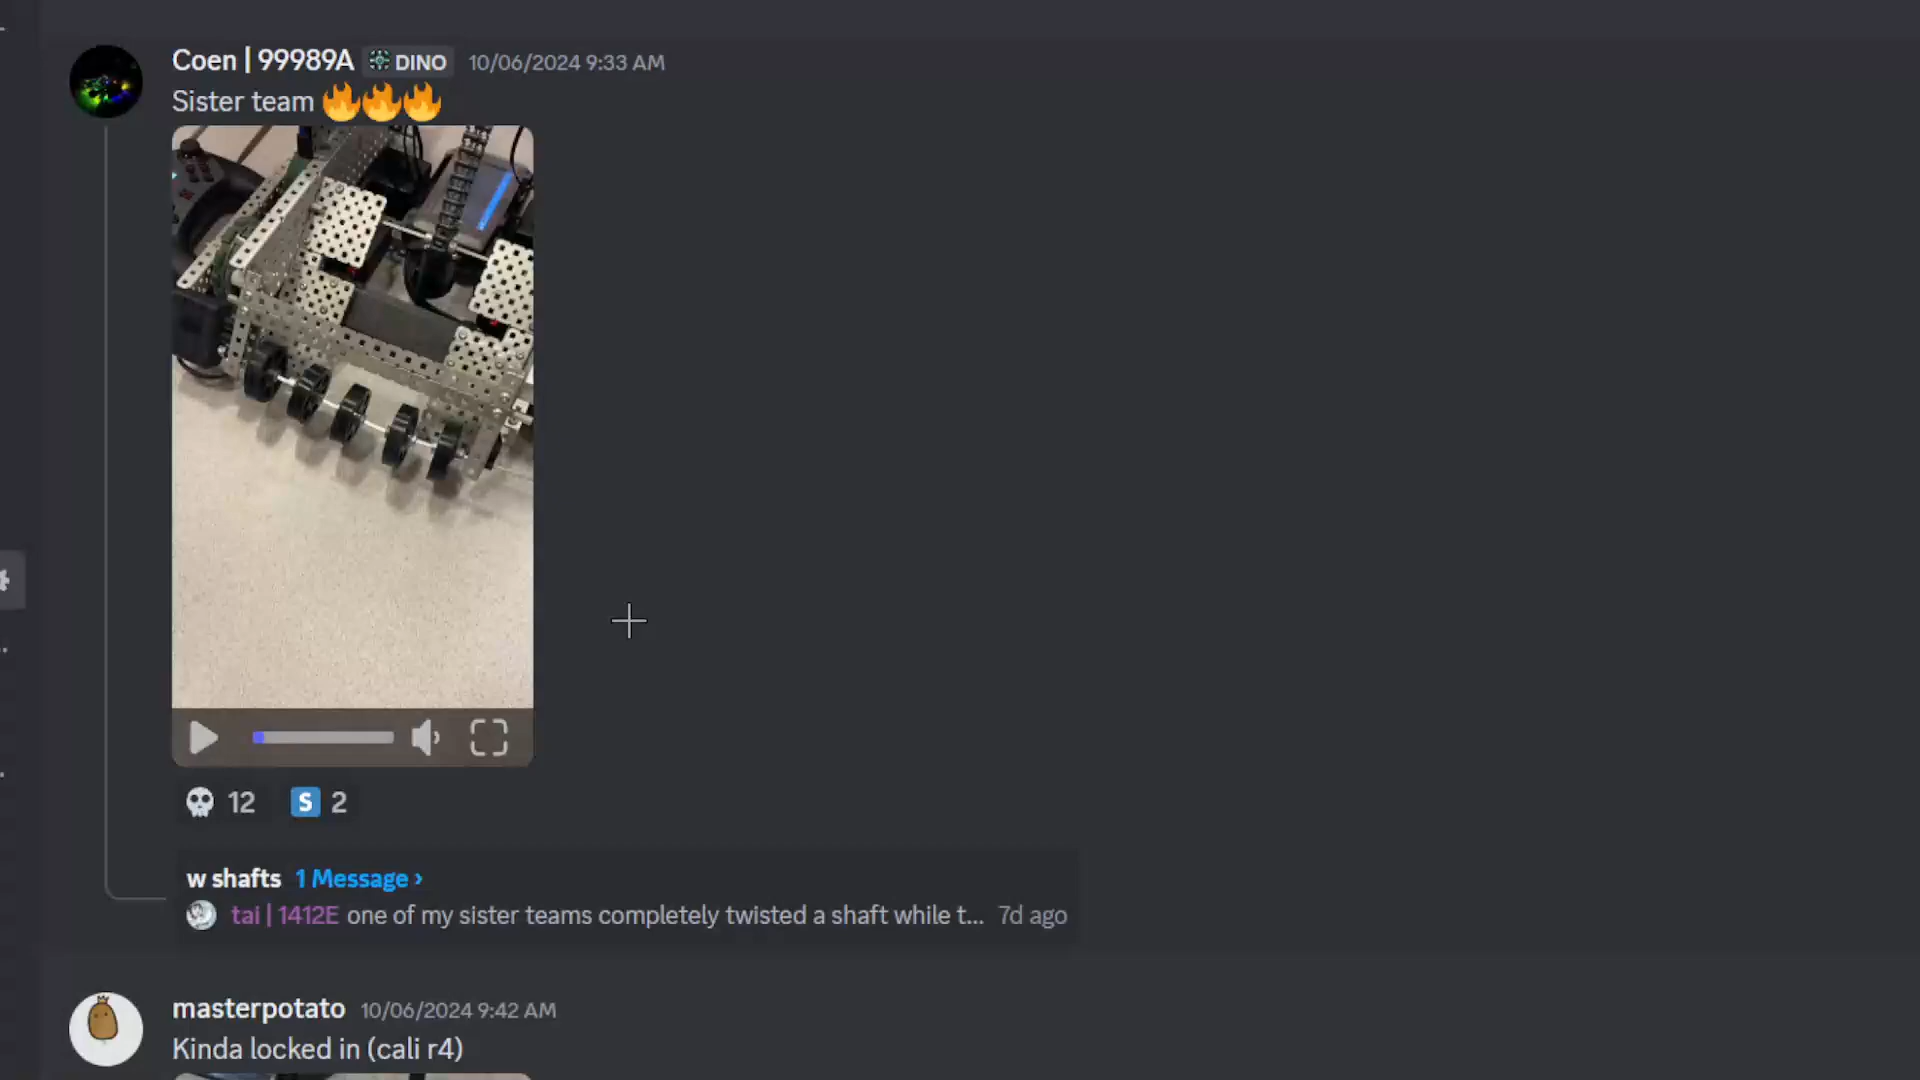 Coen | 99989A DINO 10/06/2024 9:33 AM
Sister team 🔥🔥🔥
12 S 2
w shafts 1 Message ›
tai | 1412E one of my sister teams completely twisted a shaft while t... 7d ago
masterpotato 10/06/2024 9:42 AM
Kinda locked in (cali r4)